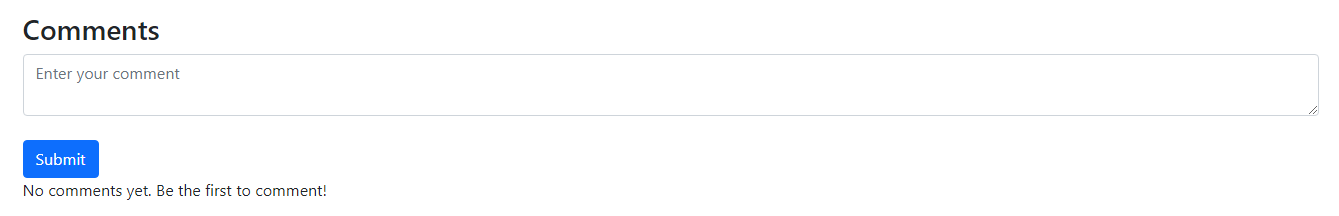 Comments
Enter your comment
Submit
No comments yet. Be the first to comment!